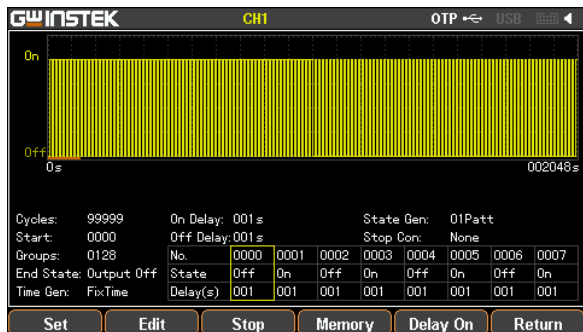 GWINSTEK CH1 OTP USB
On
Off
0s 002048s
Cycles: 99999 On Delay: 001s State Gen: 01Patt
Start: 0000 Off Delay:001s Stop Con: None
Groups: 0128 No. 0000 0001 0002 0003 0004 0005 0006 0007
End State: Output Off State Off On Off On Off On Off On
Time Gen: FixTime Delay(s) 001 001 001 001 001 001 001 001
Set Edit Stop Memory Delay On Return